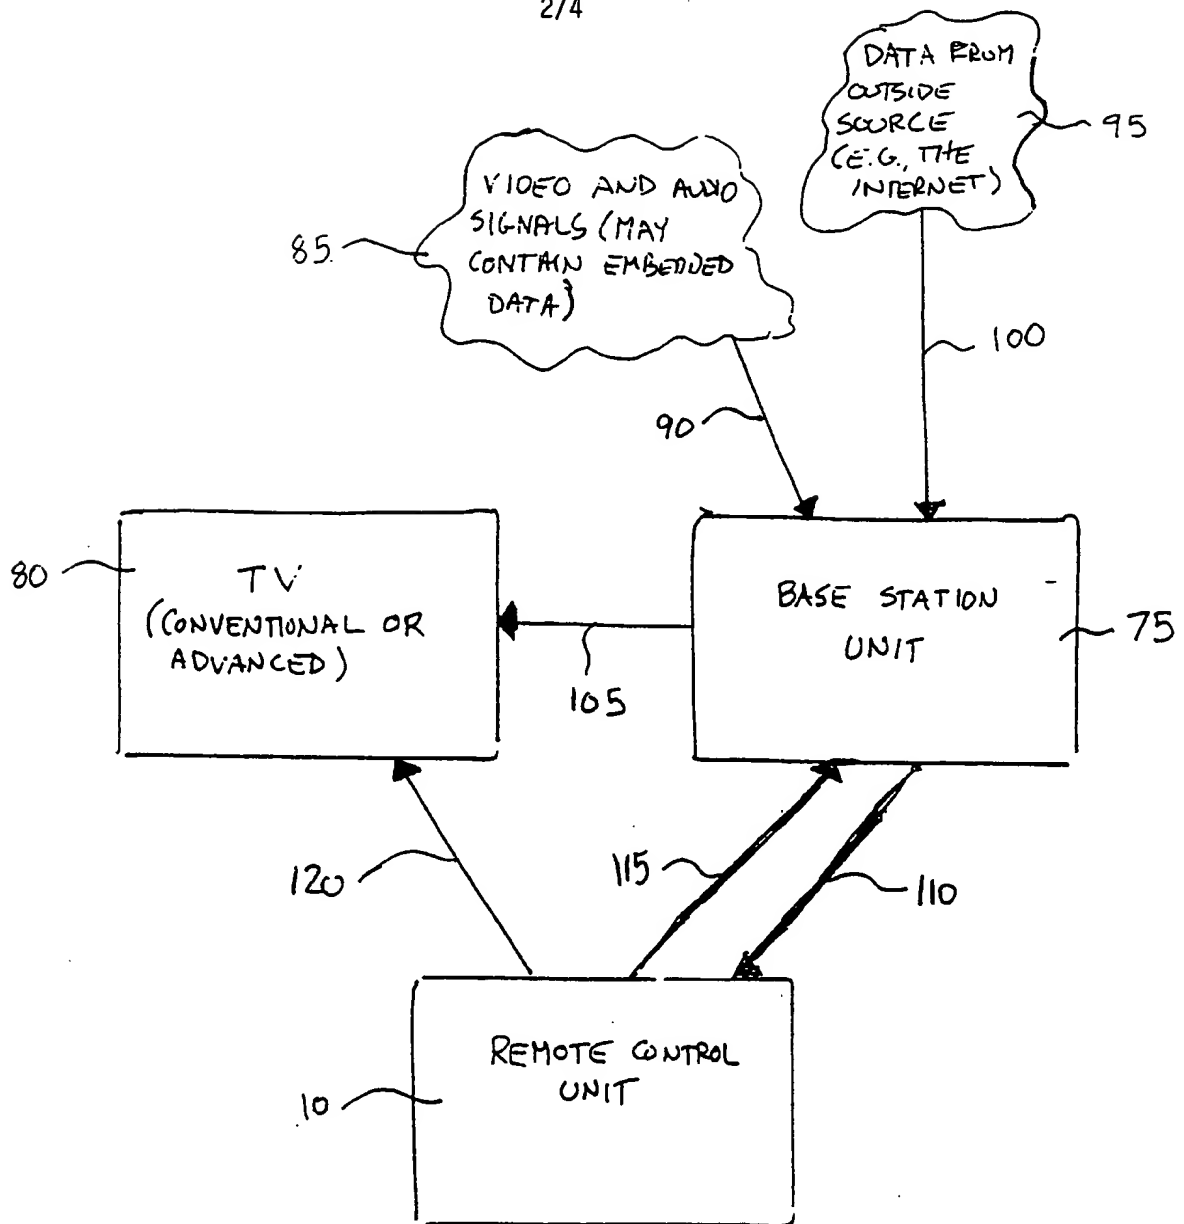 2/4
DATA FROM
OUTSIDE
SOURCE
(E.G., THE
INTERNET)
95
VIDEO AND AUDIO
SIGNALS (MAY
CONTAIN EMBEDDED
DATA)
85
100
90
80
TV
(CONVENTIONAL OR
ADVANCED)
BASE STATION
UNIT
75
105
120
115
110
REMOTE CONTROL
UNIT
10